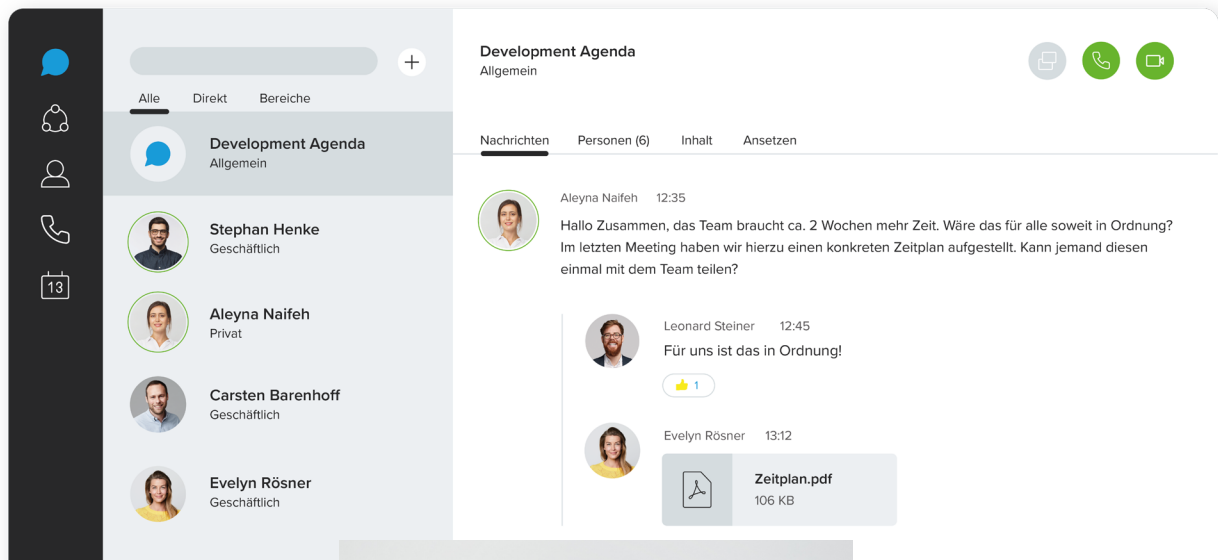 13
Alle Direkt Bereiche
Development Agenda
Allgemein
Stephan Henke
Geschäftlich
Aleyna Naifeh
Privat
Carsten Barenhoff
Geschäftlich
Evelyn Rösner
Geschäftlich
Development Agenda
Allgemein
Nachrichten Personen (6) Inhalt Ansetzen
Aleyna Naifeh 12:35
Hallo Zusammen, das Team braucht ca. 2 Wochen mehr Zeit. Wäre das für alle soweit in Ordnung?
Im letzten Meeting haben wir hierzu einen konkreten Zeitplan aufgestellt. Kann jemand diesen
einmal mit dem Team teilen?
Leonard Steiner 12:45
Für uns ist das in Ordnung!
1
Evelyn Rösner 13:12
Zeitplan.pdf
106 KB